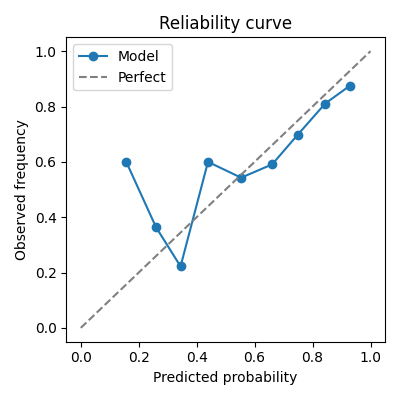 Reliability curve
Model
Perfect
Observed frequency
1.0
0.8
0.6
0.4
0.2
0.0
0.0 0.2 0.4 0.6 0.8 1.0
Predicted probability